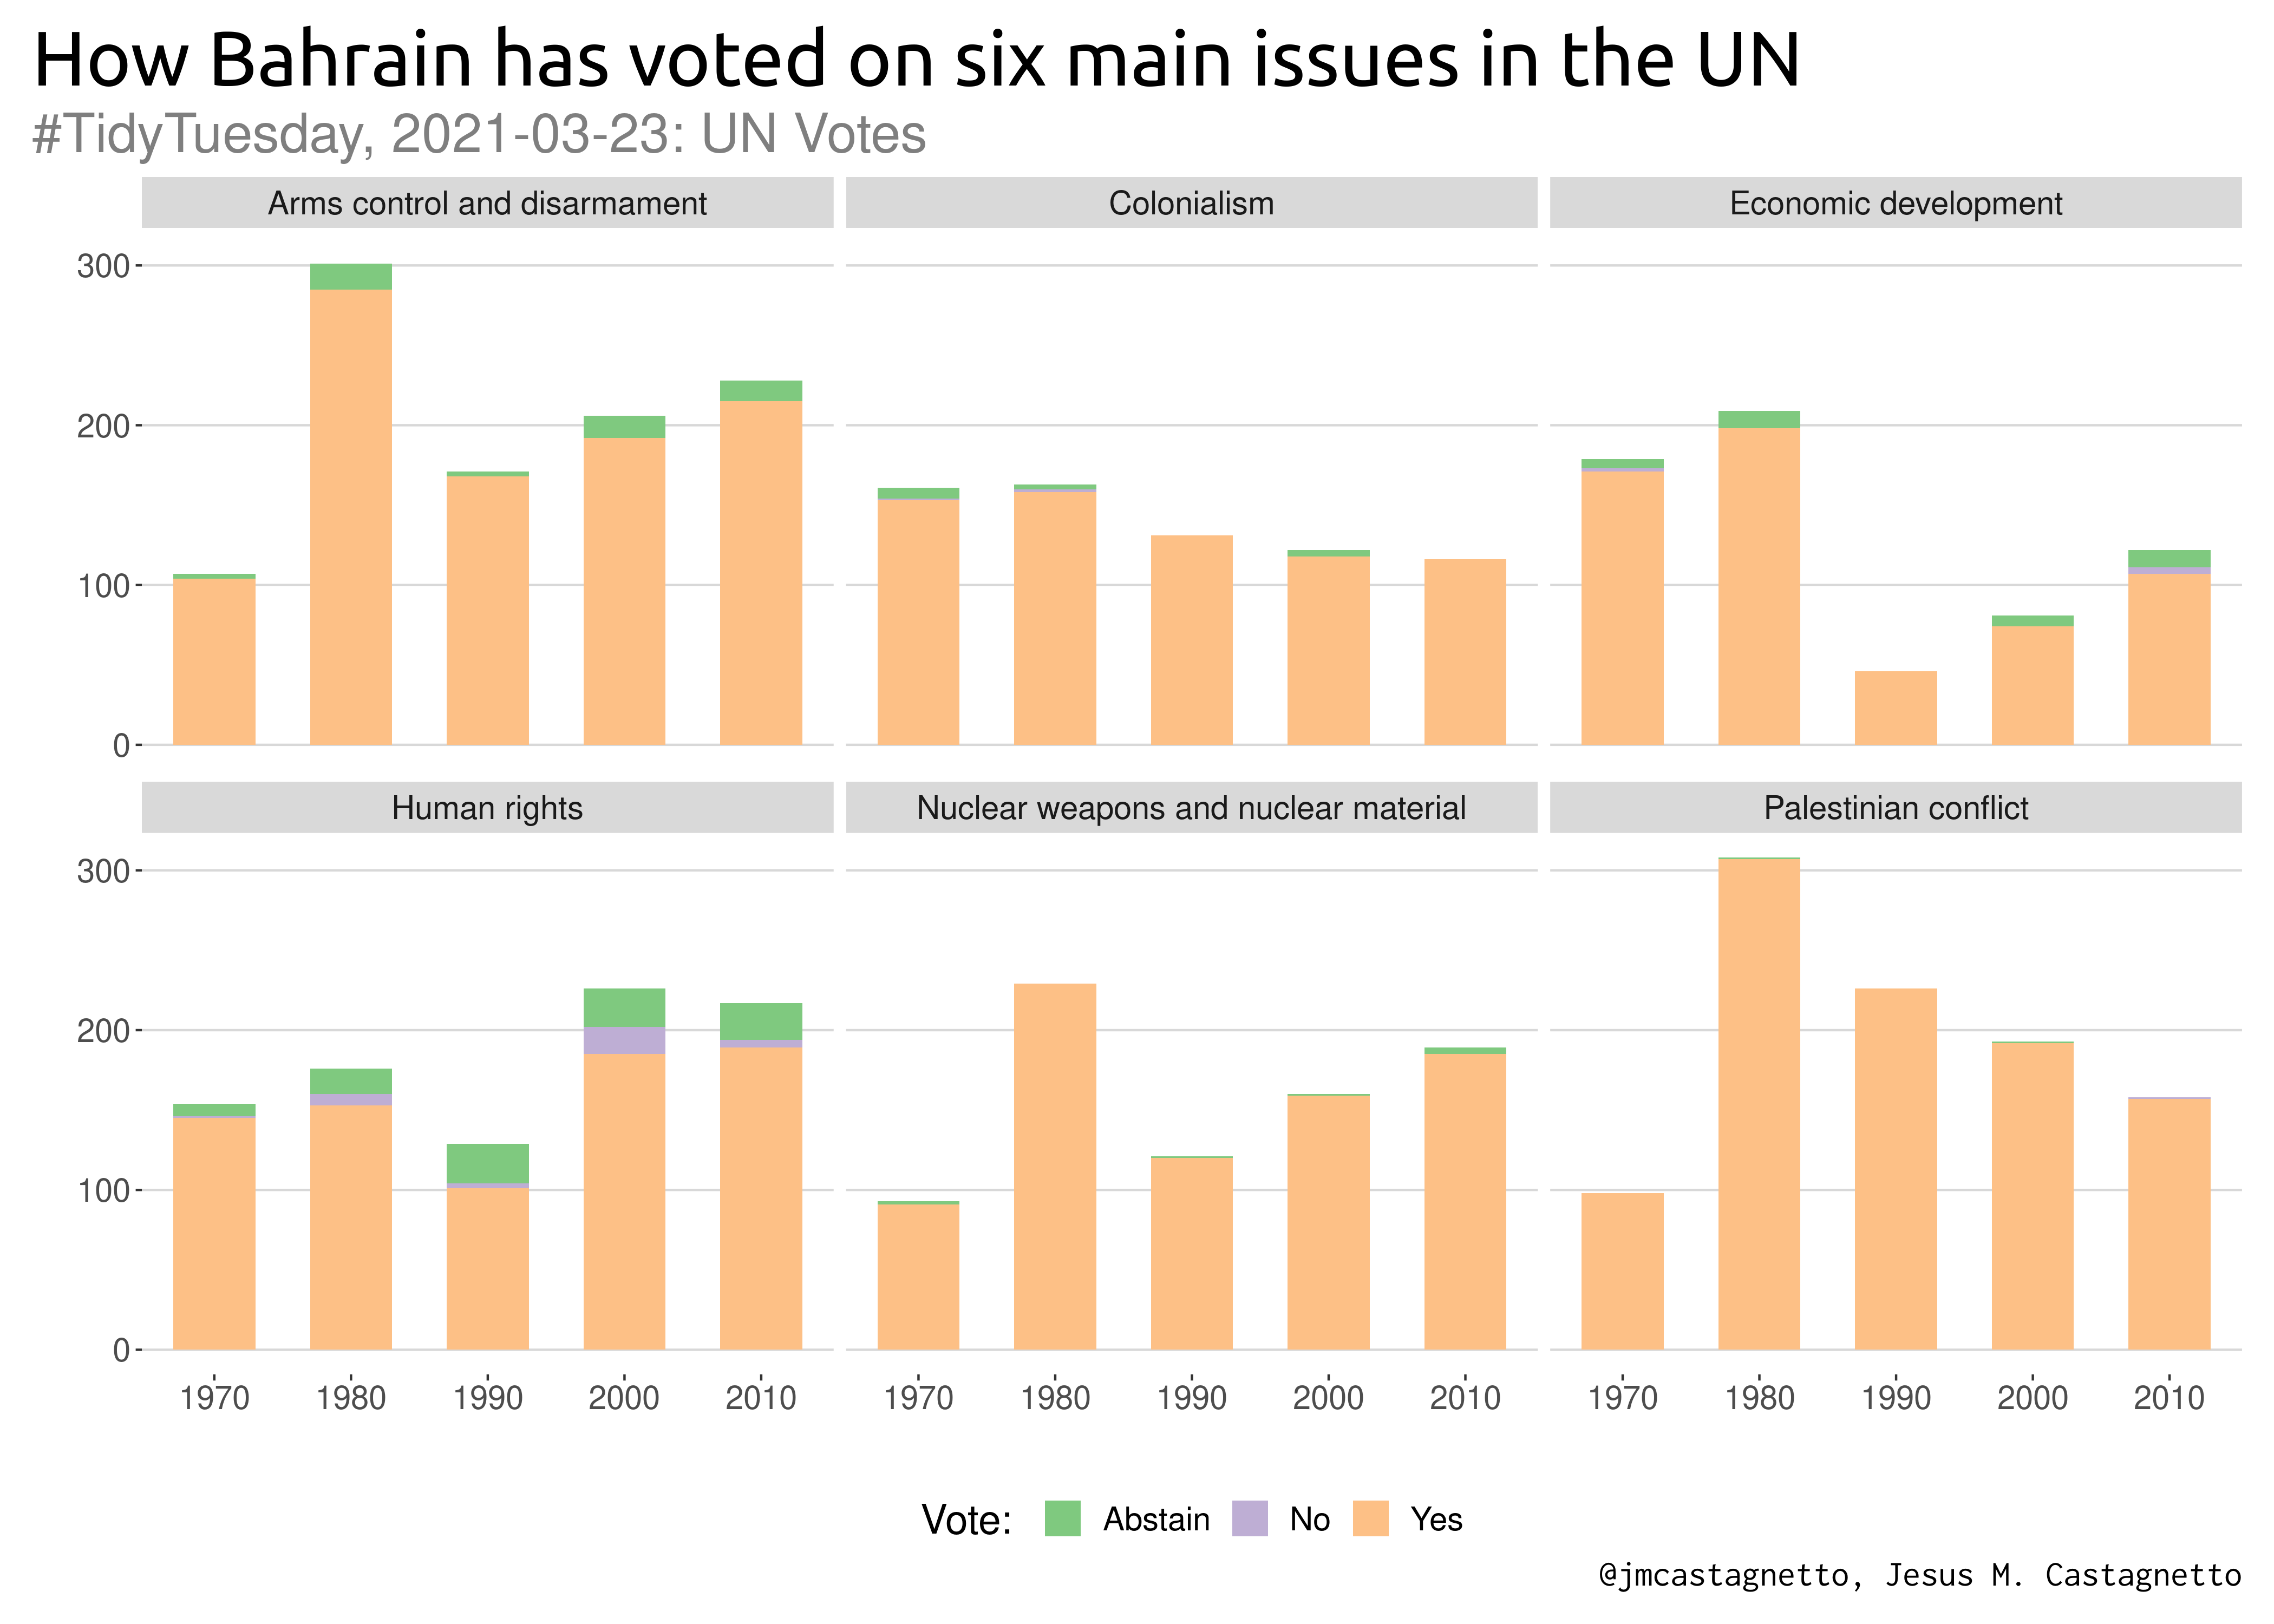 How Bahrain has voted on six main issues in the UN
#TidyTuesday, 2021-03-23: UN Votes
Arms control and disarmament
Colonialism
Economic development
300
200
100
0
Human rights
Nuclear weapons and nuclear material
Palestinian conflict
300
200
100
0
1970 1980 1990 2000 2010
1970 1980 1990 2000 2010
1970 1980 1990 2000 2010
Vote: Abstain No Yes
@jmcastagnetto, Jesus M. Castagnetto